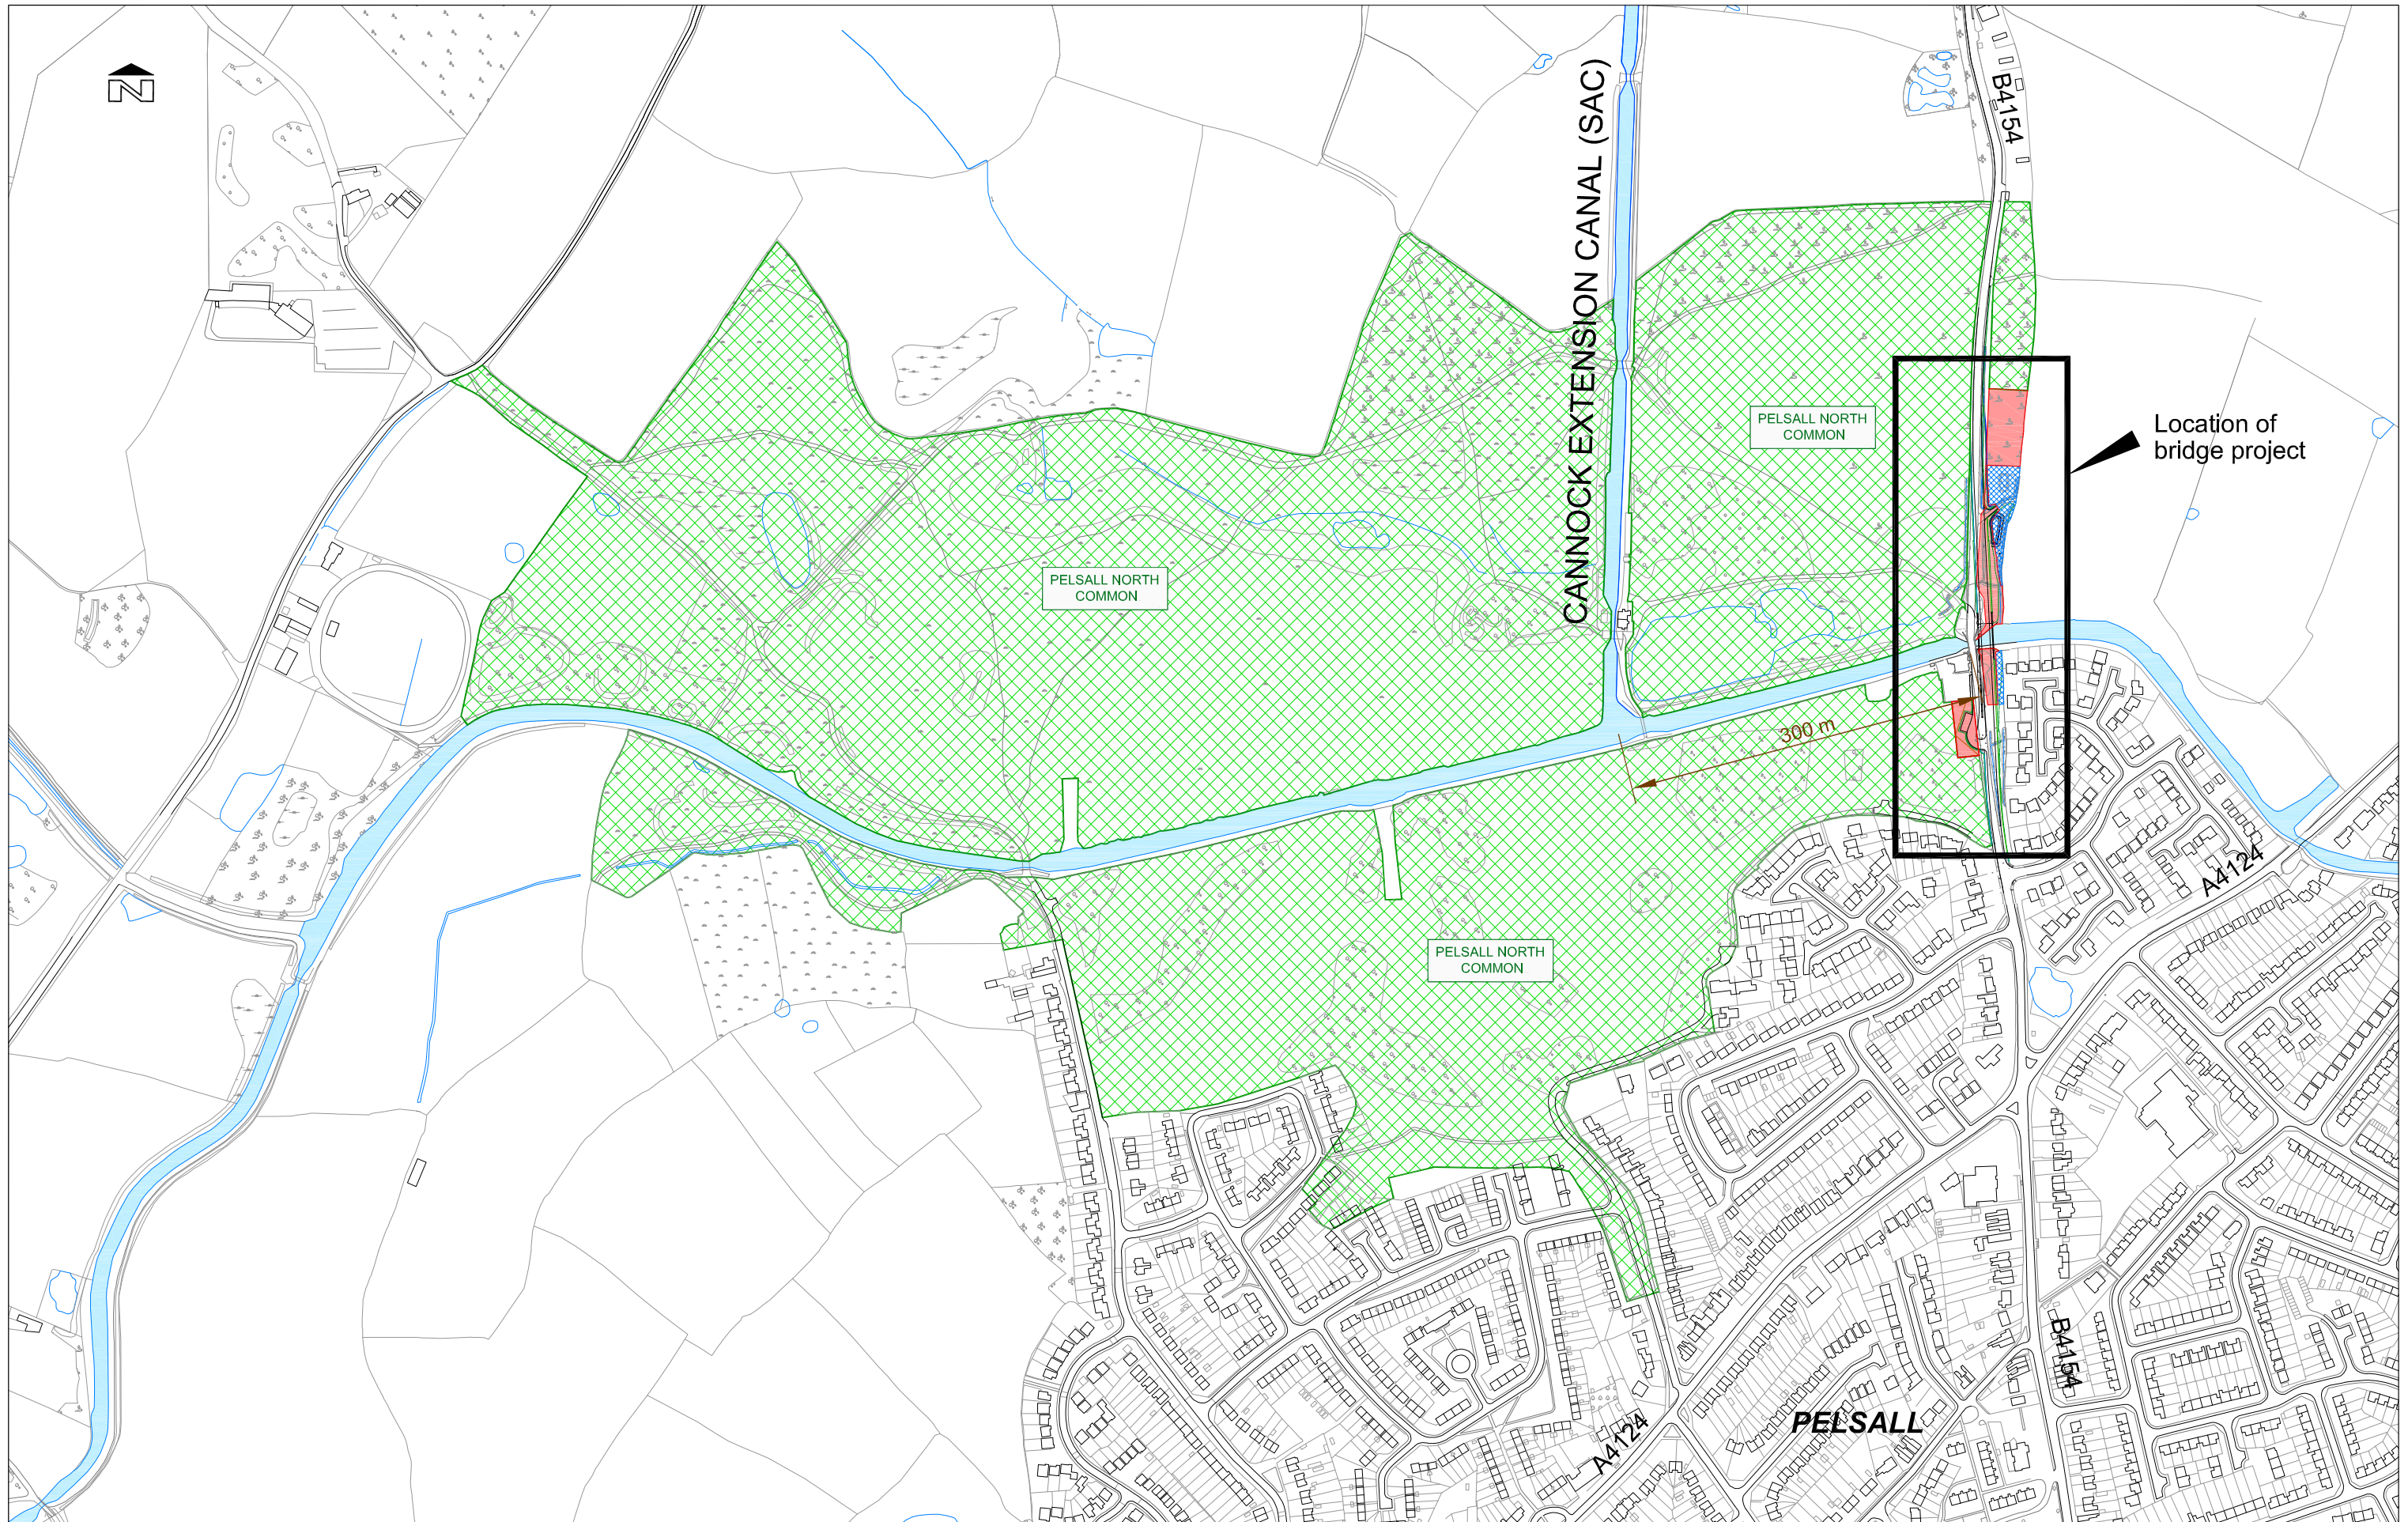 N
B4154
CANNOCK EXTENSION CANAL (SAC)
PELSALL NORTH
COMMON
Location of
bridge project
PELSALL NORTH
COMMON
300 m
A4124
PELSALL NORTH
COMMON
B4154
PELSALL
A4124